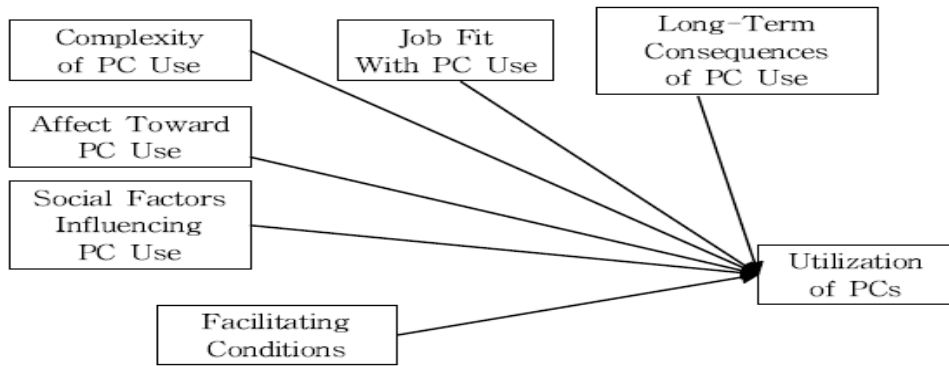 Complexity
of PC Use
Job Fit
With PC Use
Long-Term
Consequences
of PC Use
Affect Toward
PC Use
Social Factors
Influencing
PC Use
Utilization
of PCs
Facilitating
Conditions